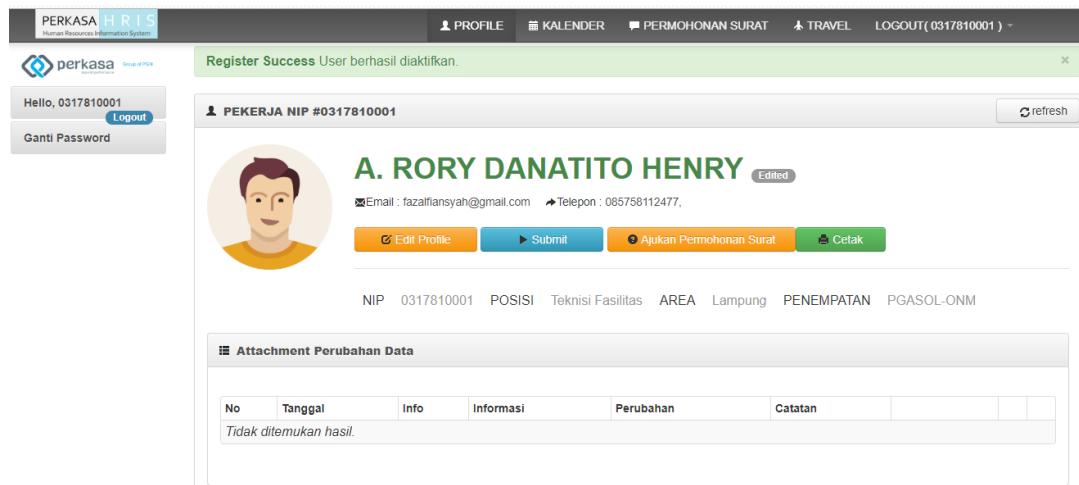 PERKASA HRIS
Human Resources Information System
PROFILE KALENDER PERMOHONAN SURAT TRAVEL LOGOUT( 0317810001 )
perkasa Group of PGN
Register Success User berhasil diaktifkan. ×
Hello, 0317810001
Logout
Ganti Password
PEKERJA NIP #0317810001 refresh
A. RORY DANATITO HENRY Edited
Email : fazalfiansyah@gmail.com Telepon : 085758112477,
Edit Profile Submit Ajukan Permohonan Surat Cetak
NIP 0317810001 POSISI Teknisi Fasilitas AREA Lampung PENEMPATAN PGASOL-ONM
Attachment Perubahan Data
No Tanggal Info Informasi Perubahan Catatan
Tidak ditemukan hasil.